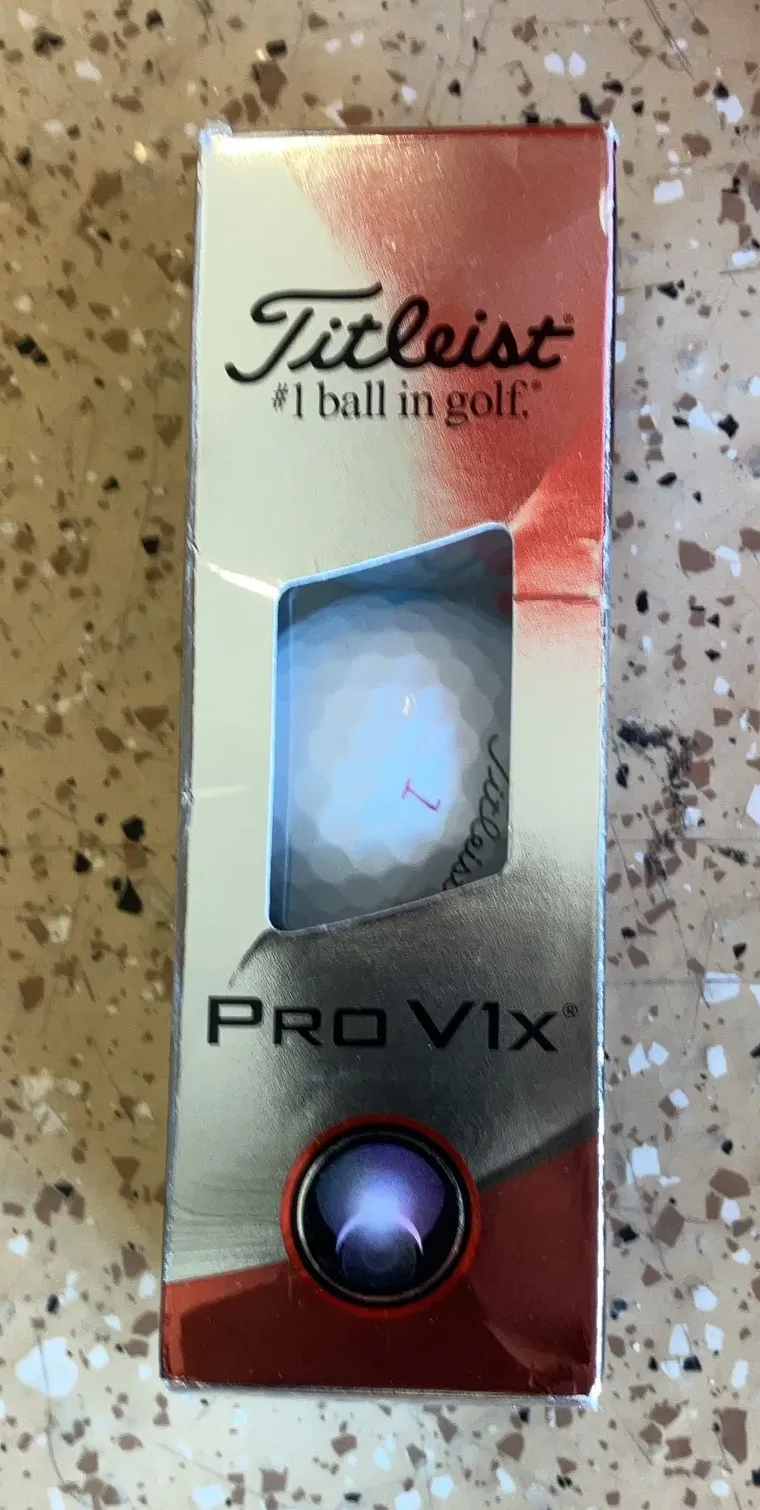 Titleist®
#1 ball in golf.®
1
Titleist
PRO V1x®